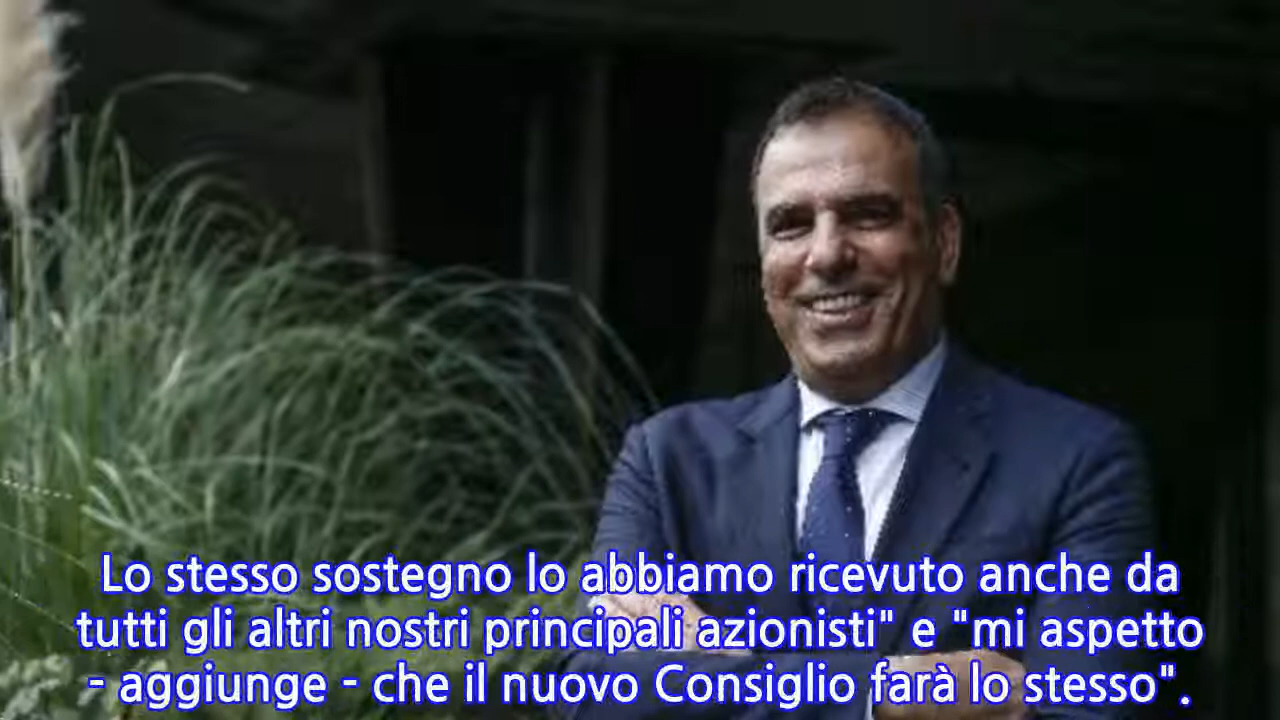 Lo stesso sostegno lo abbiamo ricevuto anche da
tutti gli altri nostri principali azionisti" e "mi aspetto
- aggiunge - che il nuovo Consiglio farà lo stesso".